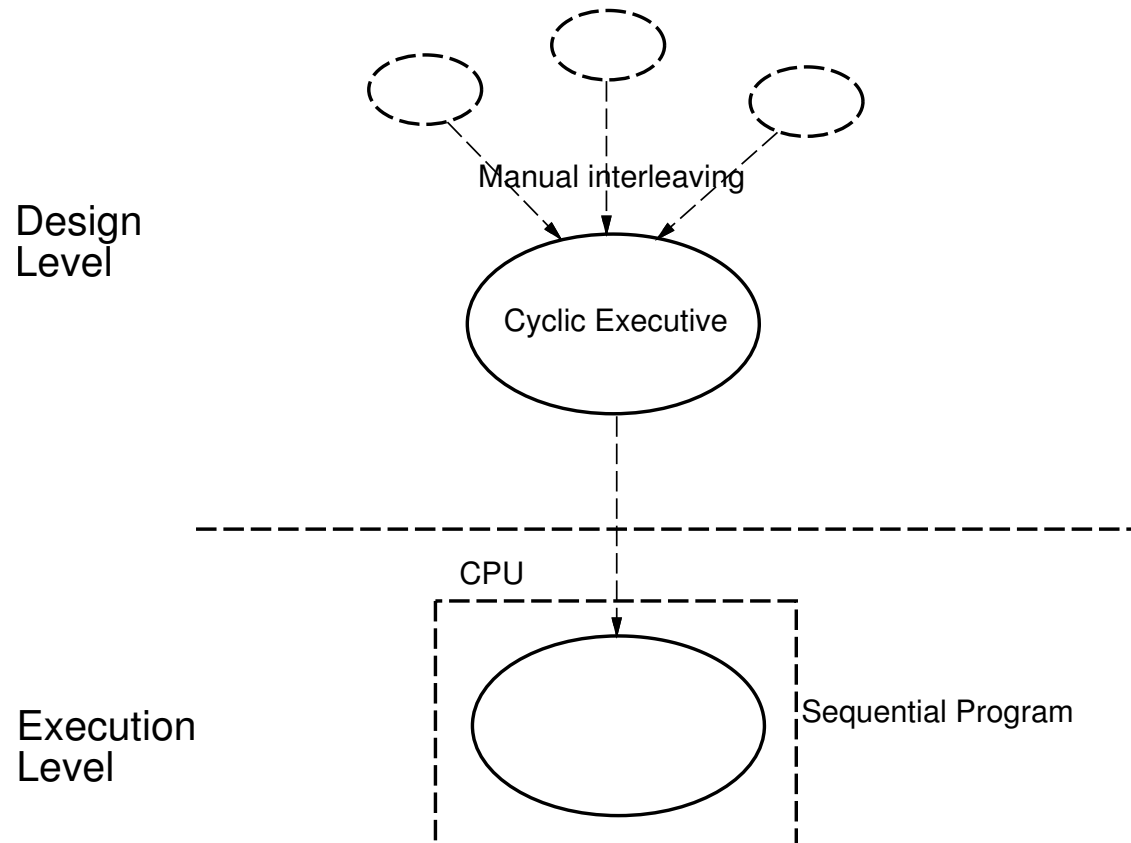 Manual interleaving
Design
Level
Cyclic Executive
CPU
Sequential Program
Execution
Level